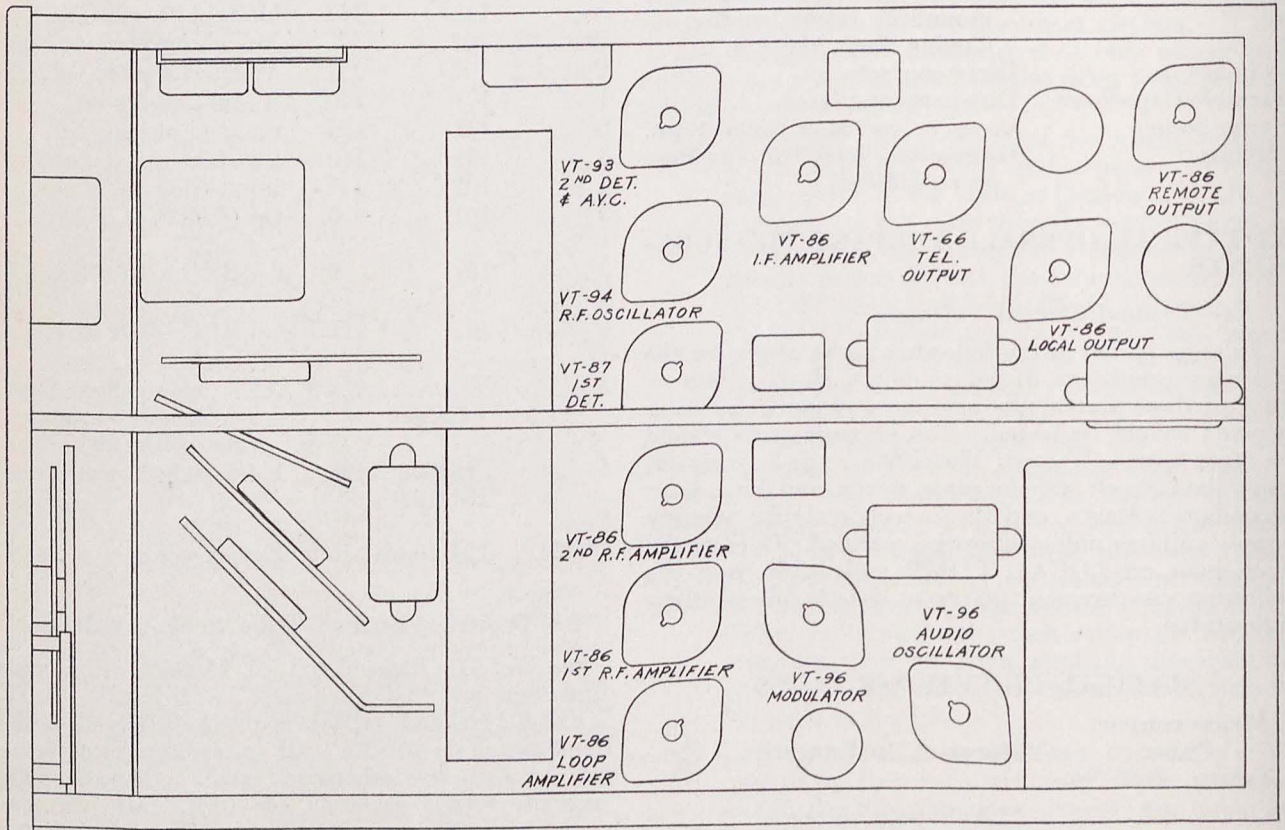 VT-93
2ND DET.
& A.V.C.
VT-86
I.F. AMPLIFIER
VT-66
TEL.
OUTPUT
VT-86
REMOTE
OUTPUT
VT-94
R.F. OSCILLATOR
VT-86
LOCAL OUTPUT
VT-87
1ST
DET.
VT-86
2ND R.F. AMPLIFIER
VT-86
1ST R.F. AMPLIFIER
VT-96
MODULATOR
VT-96
AUDIO
OSCILLATOR
VT-86
LOOP
AMPLIFIER